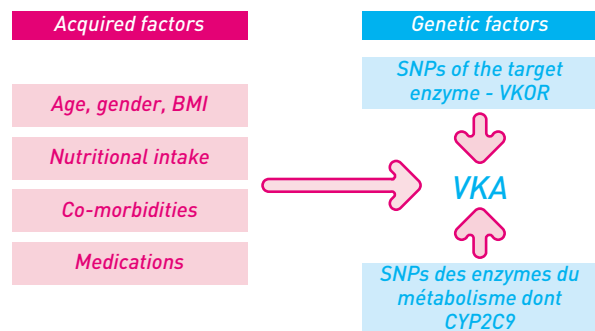 Acquired factors
Age, gender, BMI
Nutritional intake
Co-morbidities
Medications
Genetic factors
SNPs of the target
enzyme - VKOR
VKA
SNPs des enzymes du
métabolisme dont
CYP2C9